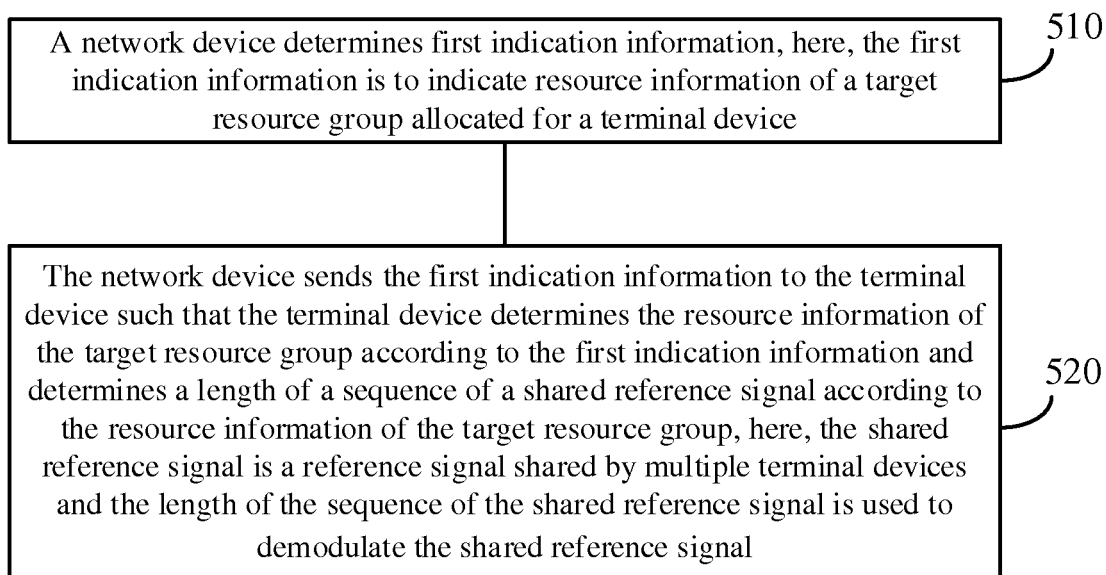 510
A network device determines first indication information, here, the first
indication information is to indicate resource information of a target
resource group allocated for a terminal device
The network device sends the first indication information to the terminal
device such that the terminal device determines the resource information of
the target resource group according to the first indication information and
determines a length of a sequence of a shared reference signal according to
the resource information of the target resource group, here, the shared
reference signal is a reference signal shared by multiple terminal devices
and the length of the sequence of the shared reference signal is used to
demodulate the shared reference signal
520